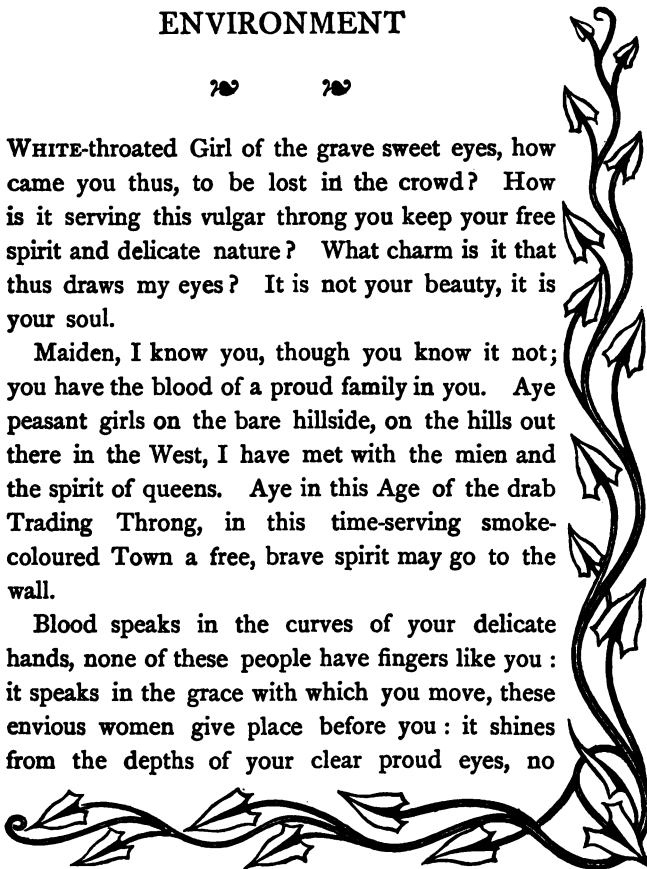 ENVIRONMENT
WHITE-throated Girl of the grave sweet eyes, how
came you thus, to be lost in the crowd? How
is it serving this vulgar throng you keep your free
spirit and delicate nature? What charm is it that
thus draws my eyes? It is not your beauty, it is
your soul.
Maiden, I know you, though you know it not;
you have the blood of a proud family in you. Aye
peasant girls on the bare hillside, on the hills out
there in the West, I have met with the mien and
the spirit of queens. Aye in this Age of the drab
Trading Throng, in this time-serving smoke-
coloured Town a free, brave spirit may go to the
wall.
Blood speaks in the curves of your delicate
hands, none of these people have fingers like you :
it speaks in the grace with which you move, these
envious women give place before you : it shines
from the depths of your clear proud eyes, no